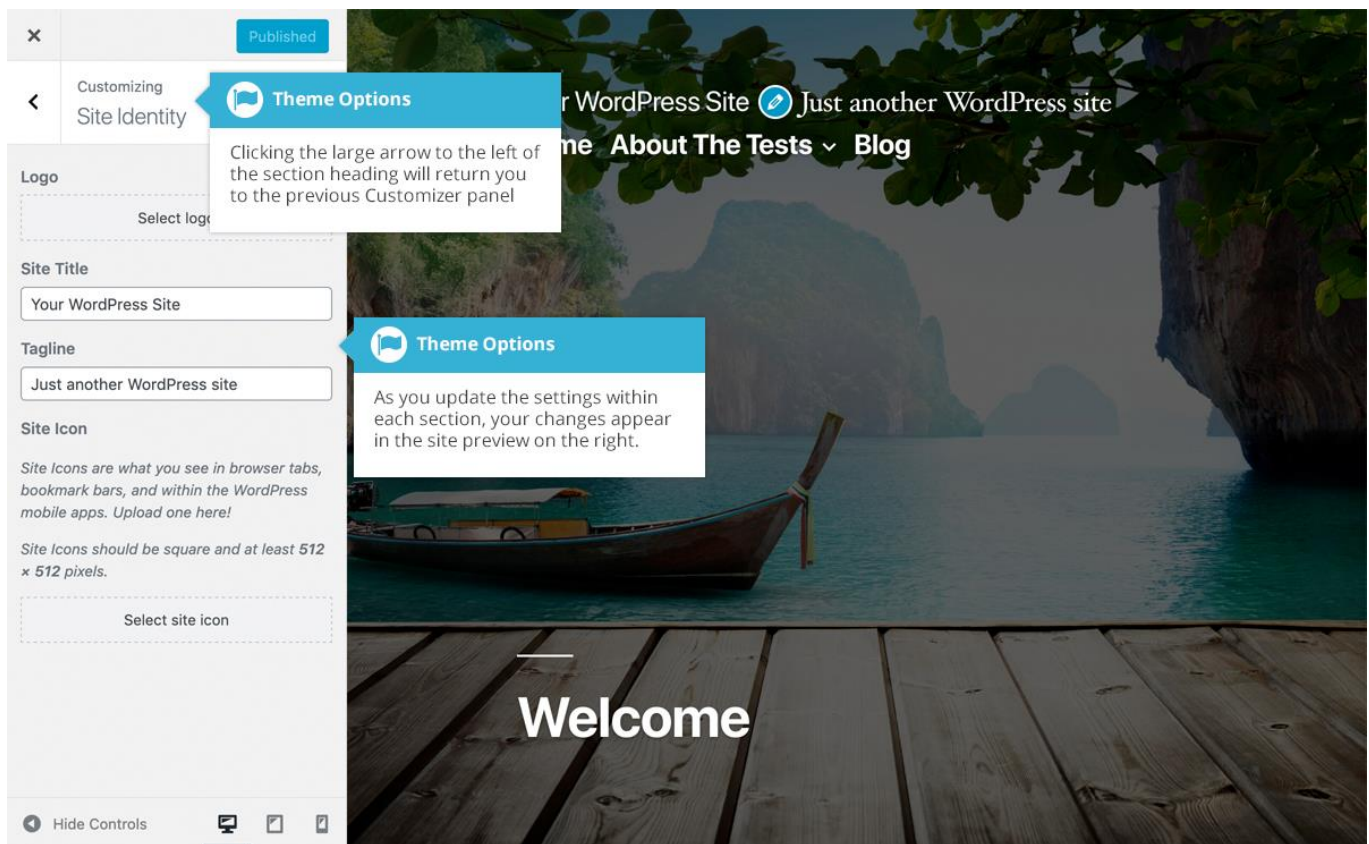 Published
Customizing
Site Identity
Theme Options
Clicking the large arrow to the left of
the section heading will return you
to the previous Customizer panel
Logo
Select logo
Site Title
Your WordPress Site
Tagline
Just another WordPress site
Theme Options
As you update the settings within
each section, your changes appear
in the site preview on the right.
Site Icon
Site Icons are what you see in browser tabs,
bookmark bars, and within the WordPress
mobile apps. Upload one here!
Site Icons should be square and at least 512
× 512 pixels.
Select site icon
Hide Controls
WordPress Site Just another WordPress site
About The Tests Blog
Welcome